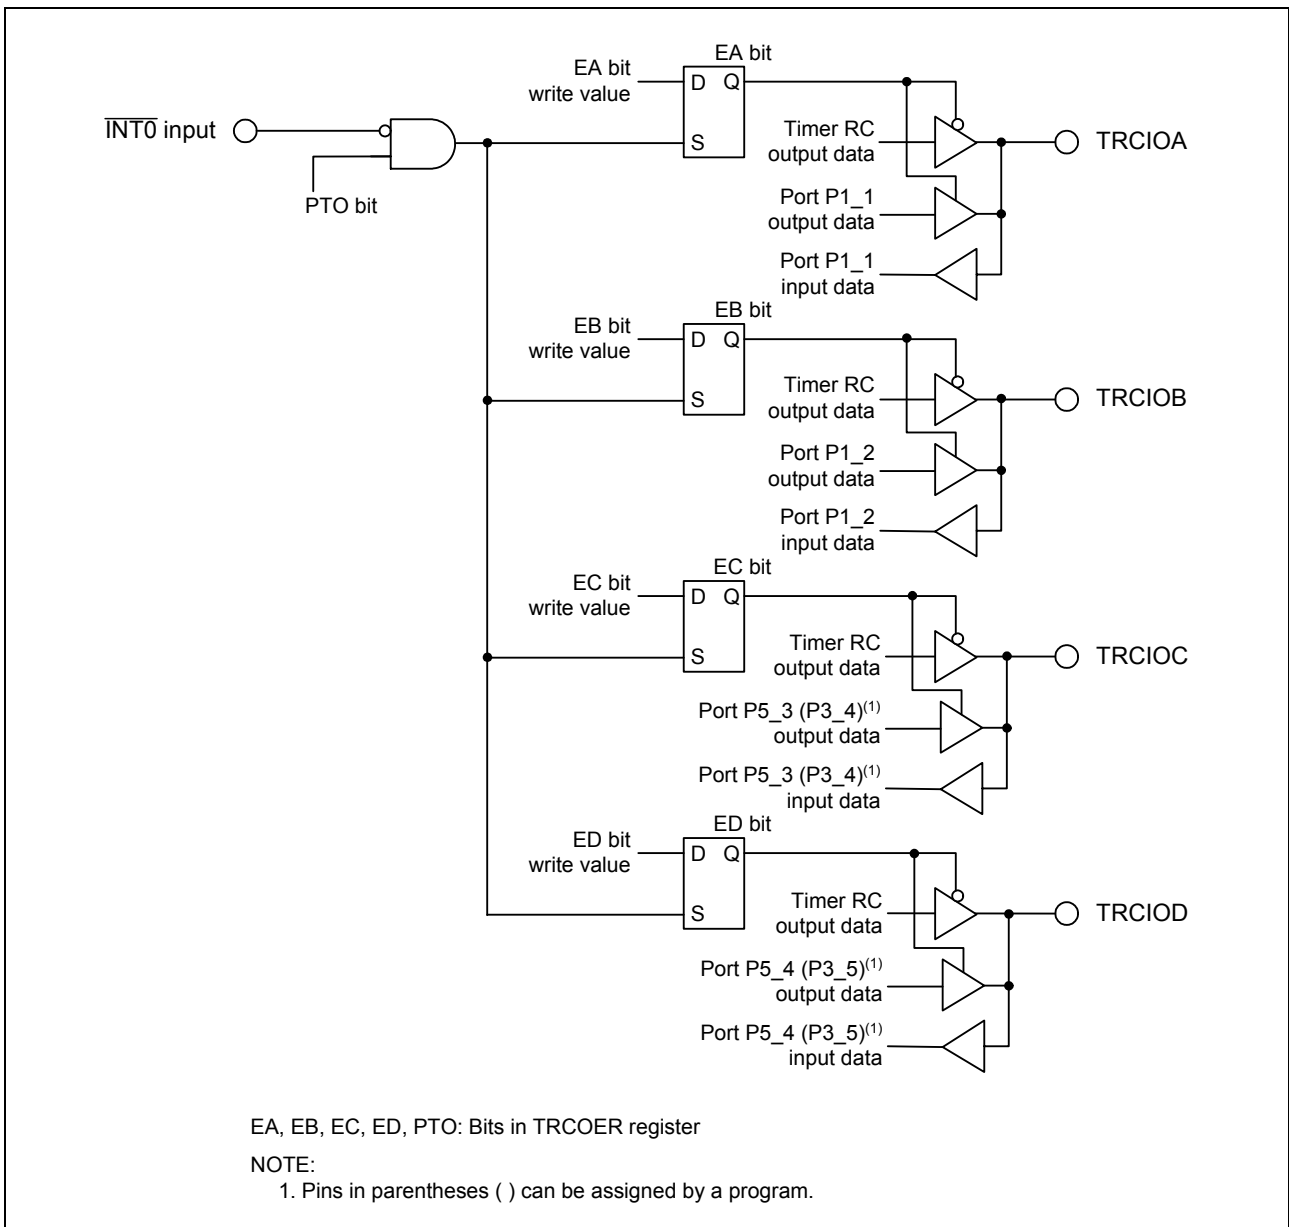 EA bit
EA bit
write value
D Q
S
INT0 input
PTO bit
Timer RC
output data
TRCIOA
Port P1_1
output data
Port P1_1
input data
EB bit
EB bit
write value
D Q
S
Timer RC
output data
TRCIOB
Port P1_2
output data
Port P1_2
input data
EC bit
EC bit
write value
D Q
S
Timer RC
output data
TRCIOC
Port P5_3 (P3_4)(1)
output data
Port P5_3 (P3_4)(1)
input data
ED bit
ED bit
write value
D Q
S
Timer RC
output data
TRCIOD
Port P5_4 (P3_5)(1)
output data
Port P5_4 (P3_5)(1)
input data
EA, EB, EC, ED, PTO: Bits in TRCOER register
NOTE:
1. Pins in parentheses ( ) can be assigned by a program.